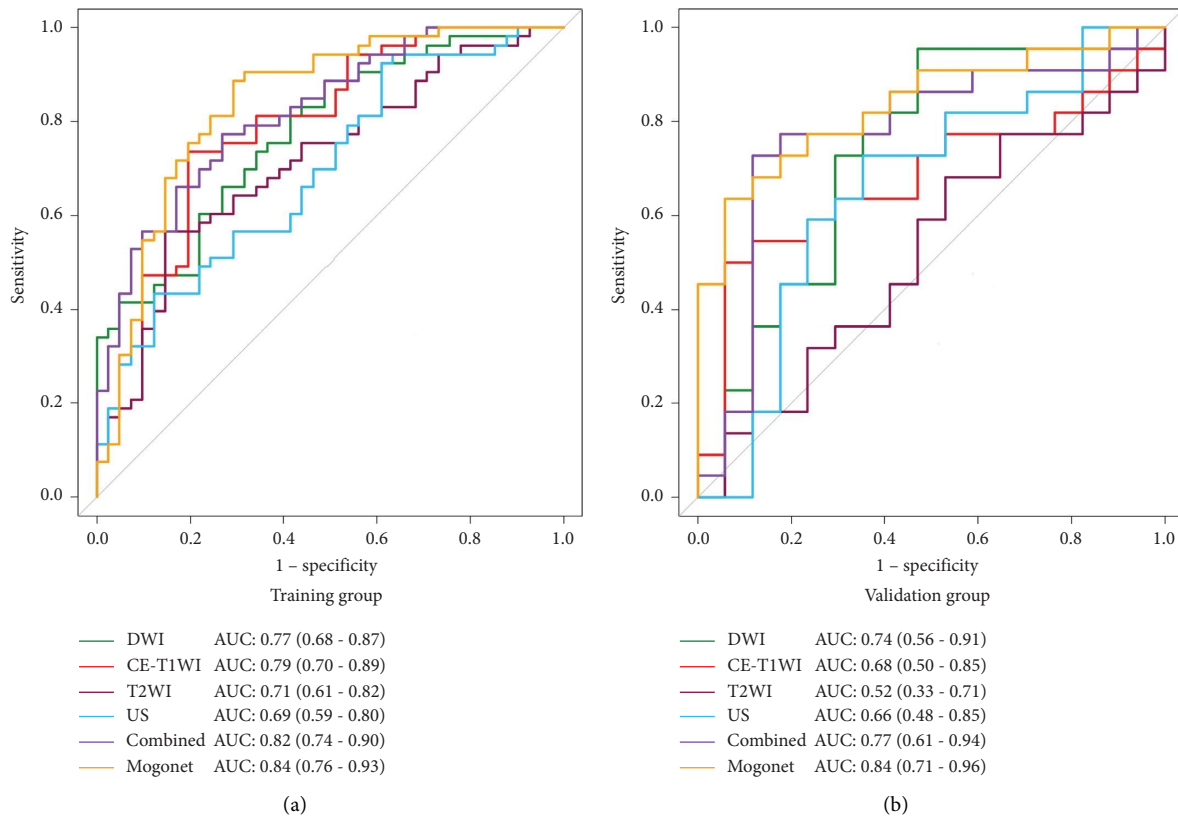 1.0
0.8
0.6
0.4
0.2
0.0
Sensitivity
0.0 0.2 0.4 0.6 0.8 1.0
1 – specificity
Training group
DWI AUC: 0.77 (0.68 - 0.87)
CE-T1WI AUC: 0.79 (0.70 - 0.89)
T2WI AUC: 0.71 (0.61 - 0.82)
US AUC: 0.69 (0.59 - 0.80)
Combined AUC: 0.82 (0.74 - 0.90)
Mogonet AUC: 0.84 (0.76 - 0.93)
(a)
1.0
0.8
0.6
0.4
0.2
0.0
Sensitivity
0.0 0.2 0.4 0.6 0.8 1.0
1 – specificity
Validation group
DWI AUC: 0.74 (0.56 - 0.91)
CE-T1WI AUC: 0.68 (0.50 - 0.85)
T2WI AUC: 0.52 (0.33 - 0.71)
US AUC: 0.66 (0.48 - 0.85)
Combined AUC: 0.77 (0.61 - 0.94)
Mogonet AUC: 0.84 (0.71 - 0.96)
(b)